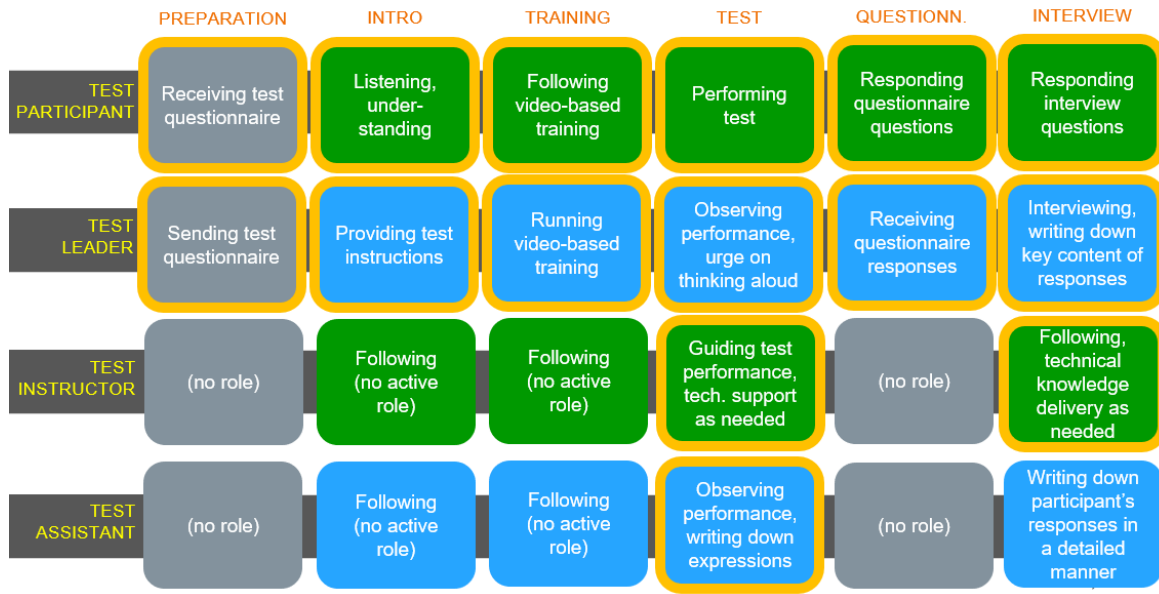 PREPARATION
INTRO
TRAINING
TEST
QUESTIONN.
INTERVIEW
TEST
PARTICIPANT
Receiving test
questionnaire
Listening,
under-
standing
Following
video-based
training
Performing
test
Responding
questionnaire
questions
Responding
interview
questions
TEST
LEADER
Sending test
questionnaire
Providing test
instructions
Running
video-based
training
Observing
performance,
urge on
thinking aloud
Receiving
questionnaire
responses
Interviewing,
writing down
key content of
responses
TEST
INSTRUCTOR
(no role)
Following
(no active
role)
Following
(no active
role)
Guiding test
performance,
tech. support
as needed
(no role)
Following,
technical
knowledge
delivery as
needed
TEST
ASSISTANT
(no role)
Following
(no active
role)
Following
(no active
role)
Observing
performance,
writing down
expressions
(no role)
Writing down
participant's
responses in
a detailed
manner